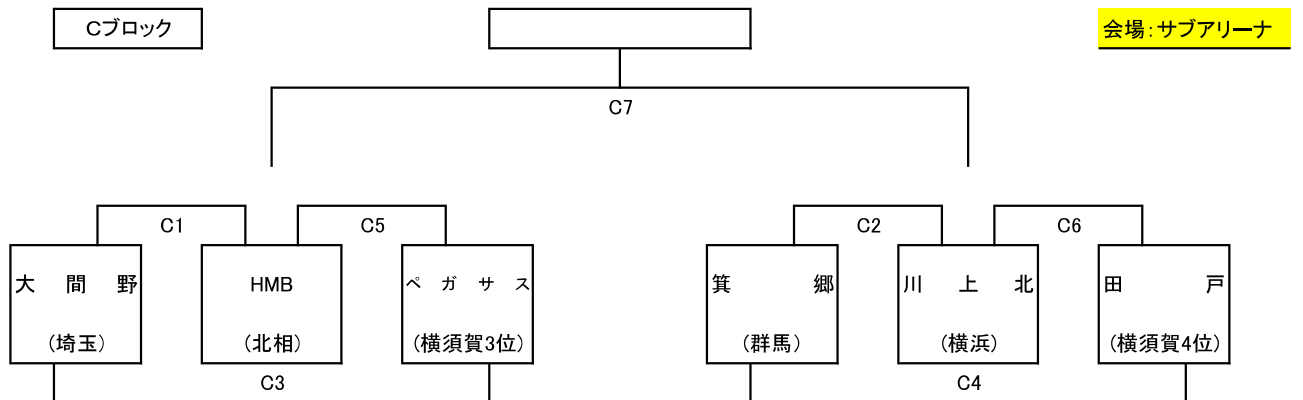 Cブロック
会場：サブアリーナ
C7
C1
C5
C2
C6
大間野
HMB
ペガサス
箕郷
川上北
田戸
(埼玉)
(北相)
(横須賀3位)
(群馬)
(横浜)
(横須賀4位)
C3
C4